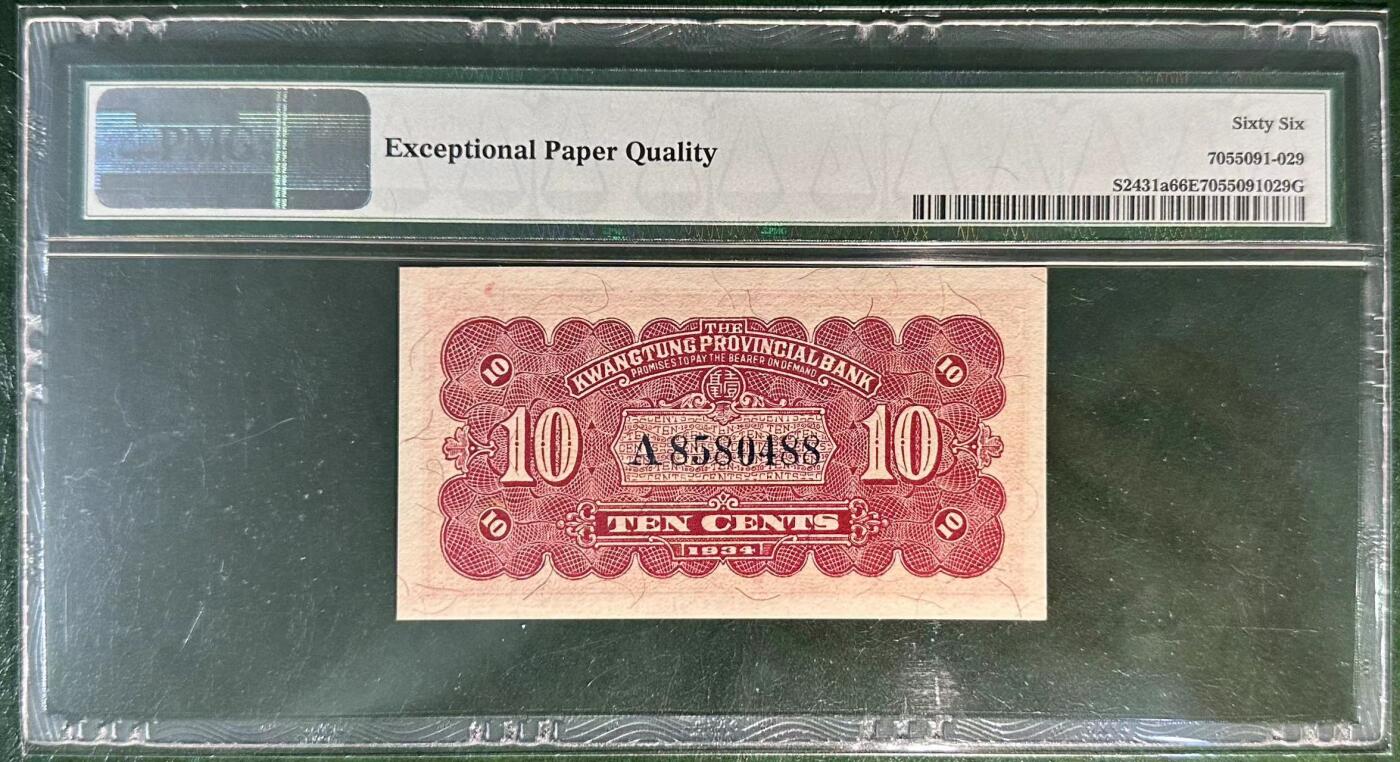 PMG
Exceptional Paper Quality
Sixty Six
7055091-029
S2431a66E7055091029G
THE
KWANGTUNG PROVINCIAL BANK
PROMISES TO PAY THE BEARER ON DEMAND
10
10
10
10
A 8580488
10
10
TEN CENTS
1934